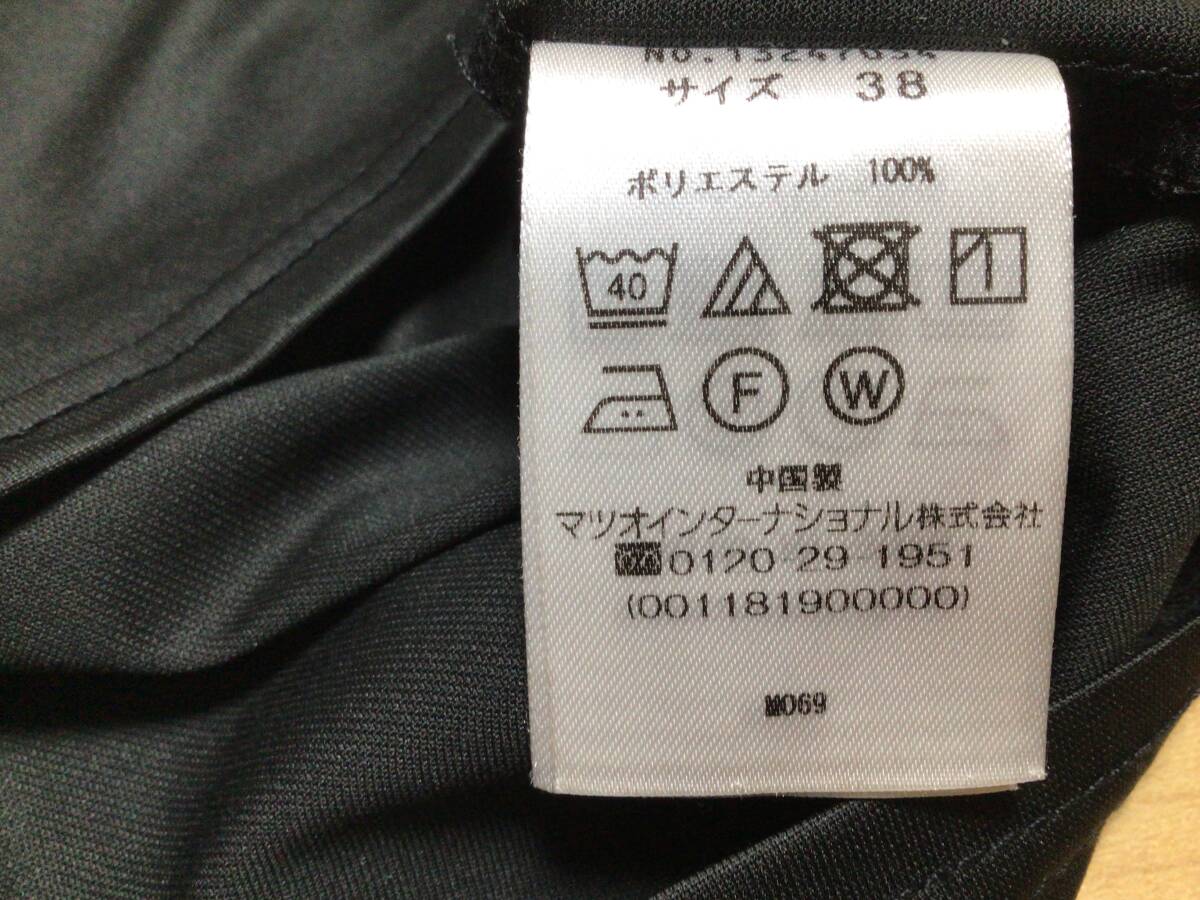 サイズ 38
ポリエステル 100%
40
F W
中国製
マツオインターナショナル株式会社
0120-29-1951
(001181900000)
M069